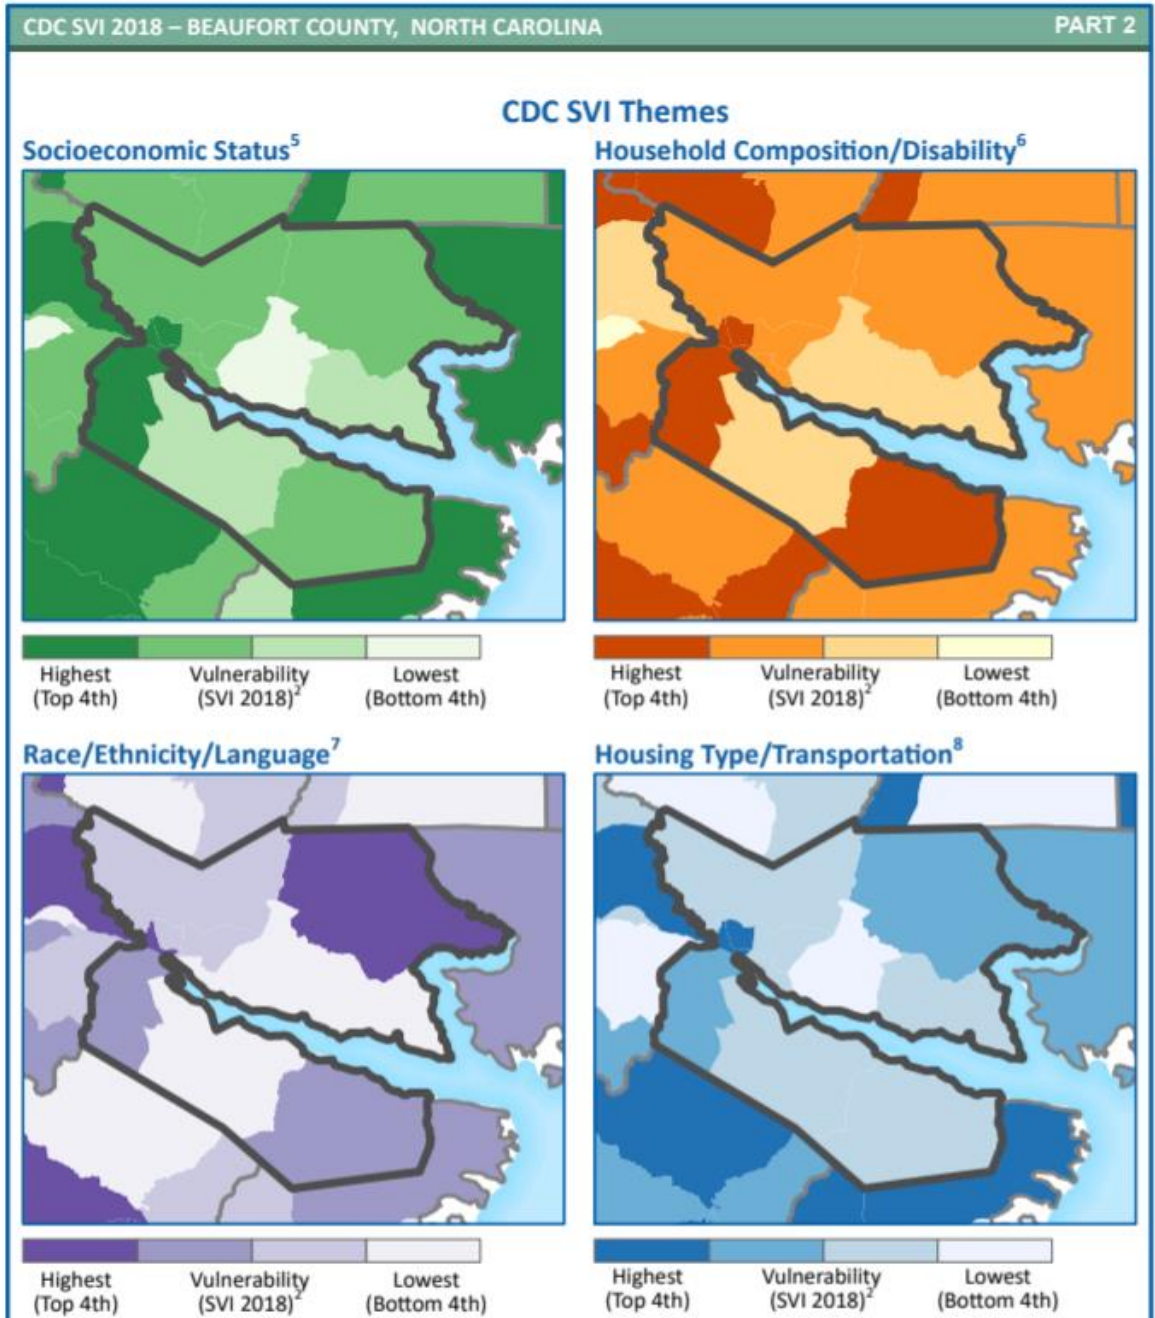 CDC SVI 2018 – BEAUFORT COUNTY, NORTH CAROLINA PART 2
CDC SVI Themes
Socioeconomic Status5
Household Composition/Disability6
Highest
(Top 4th)
Vulnerability
(SVI 2018)2
Lowest
(Bottom 4th)
Highest
(Top 4th)
Vulnerability
(SVI 2018)2
Lowest
(Bottom 4th)
Race/Ethnicity/Language7
Housing Type/Transportation8
Highest
(Top 4th)
Vulnerability
(SVI 2018)2
Lowest
(Bottom 4th)
Highest
(Top 4th)
Vulnerability
(SVI 2018)2
Lowest
(Bottom 4th)